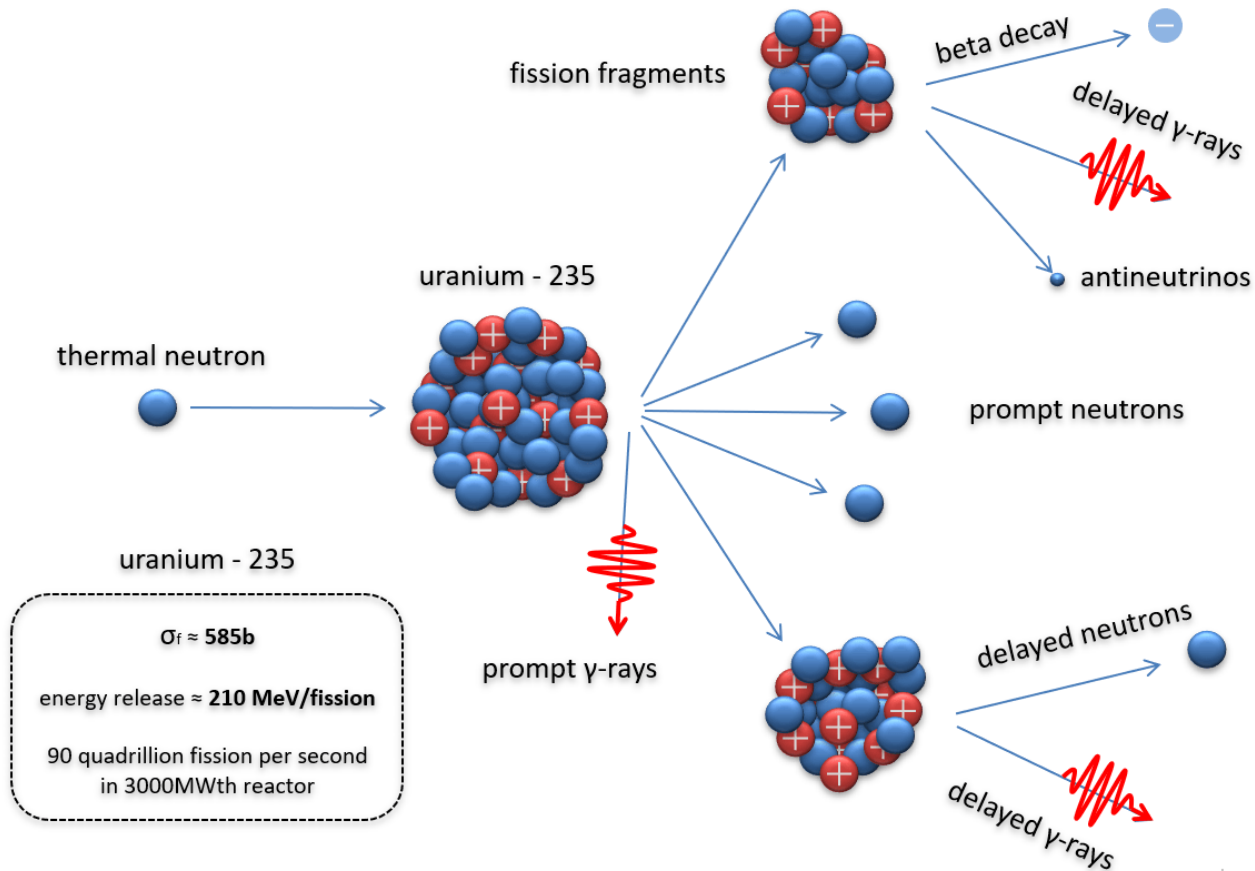 fission fragments
beta decay
delayed γ-rays
antineutrinos
uranium - 235
thermal neutron
prompt neutrons
prompt γ-rays
delayed neutrons
delayed γ-rays
uranium - 235
σf ≈ 585b
energy release ≈ 210 MeV/fission
90 quadrillion fission per second
in 3000MWth reactor